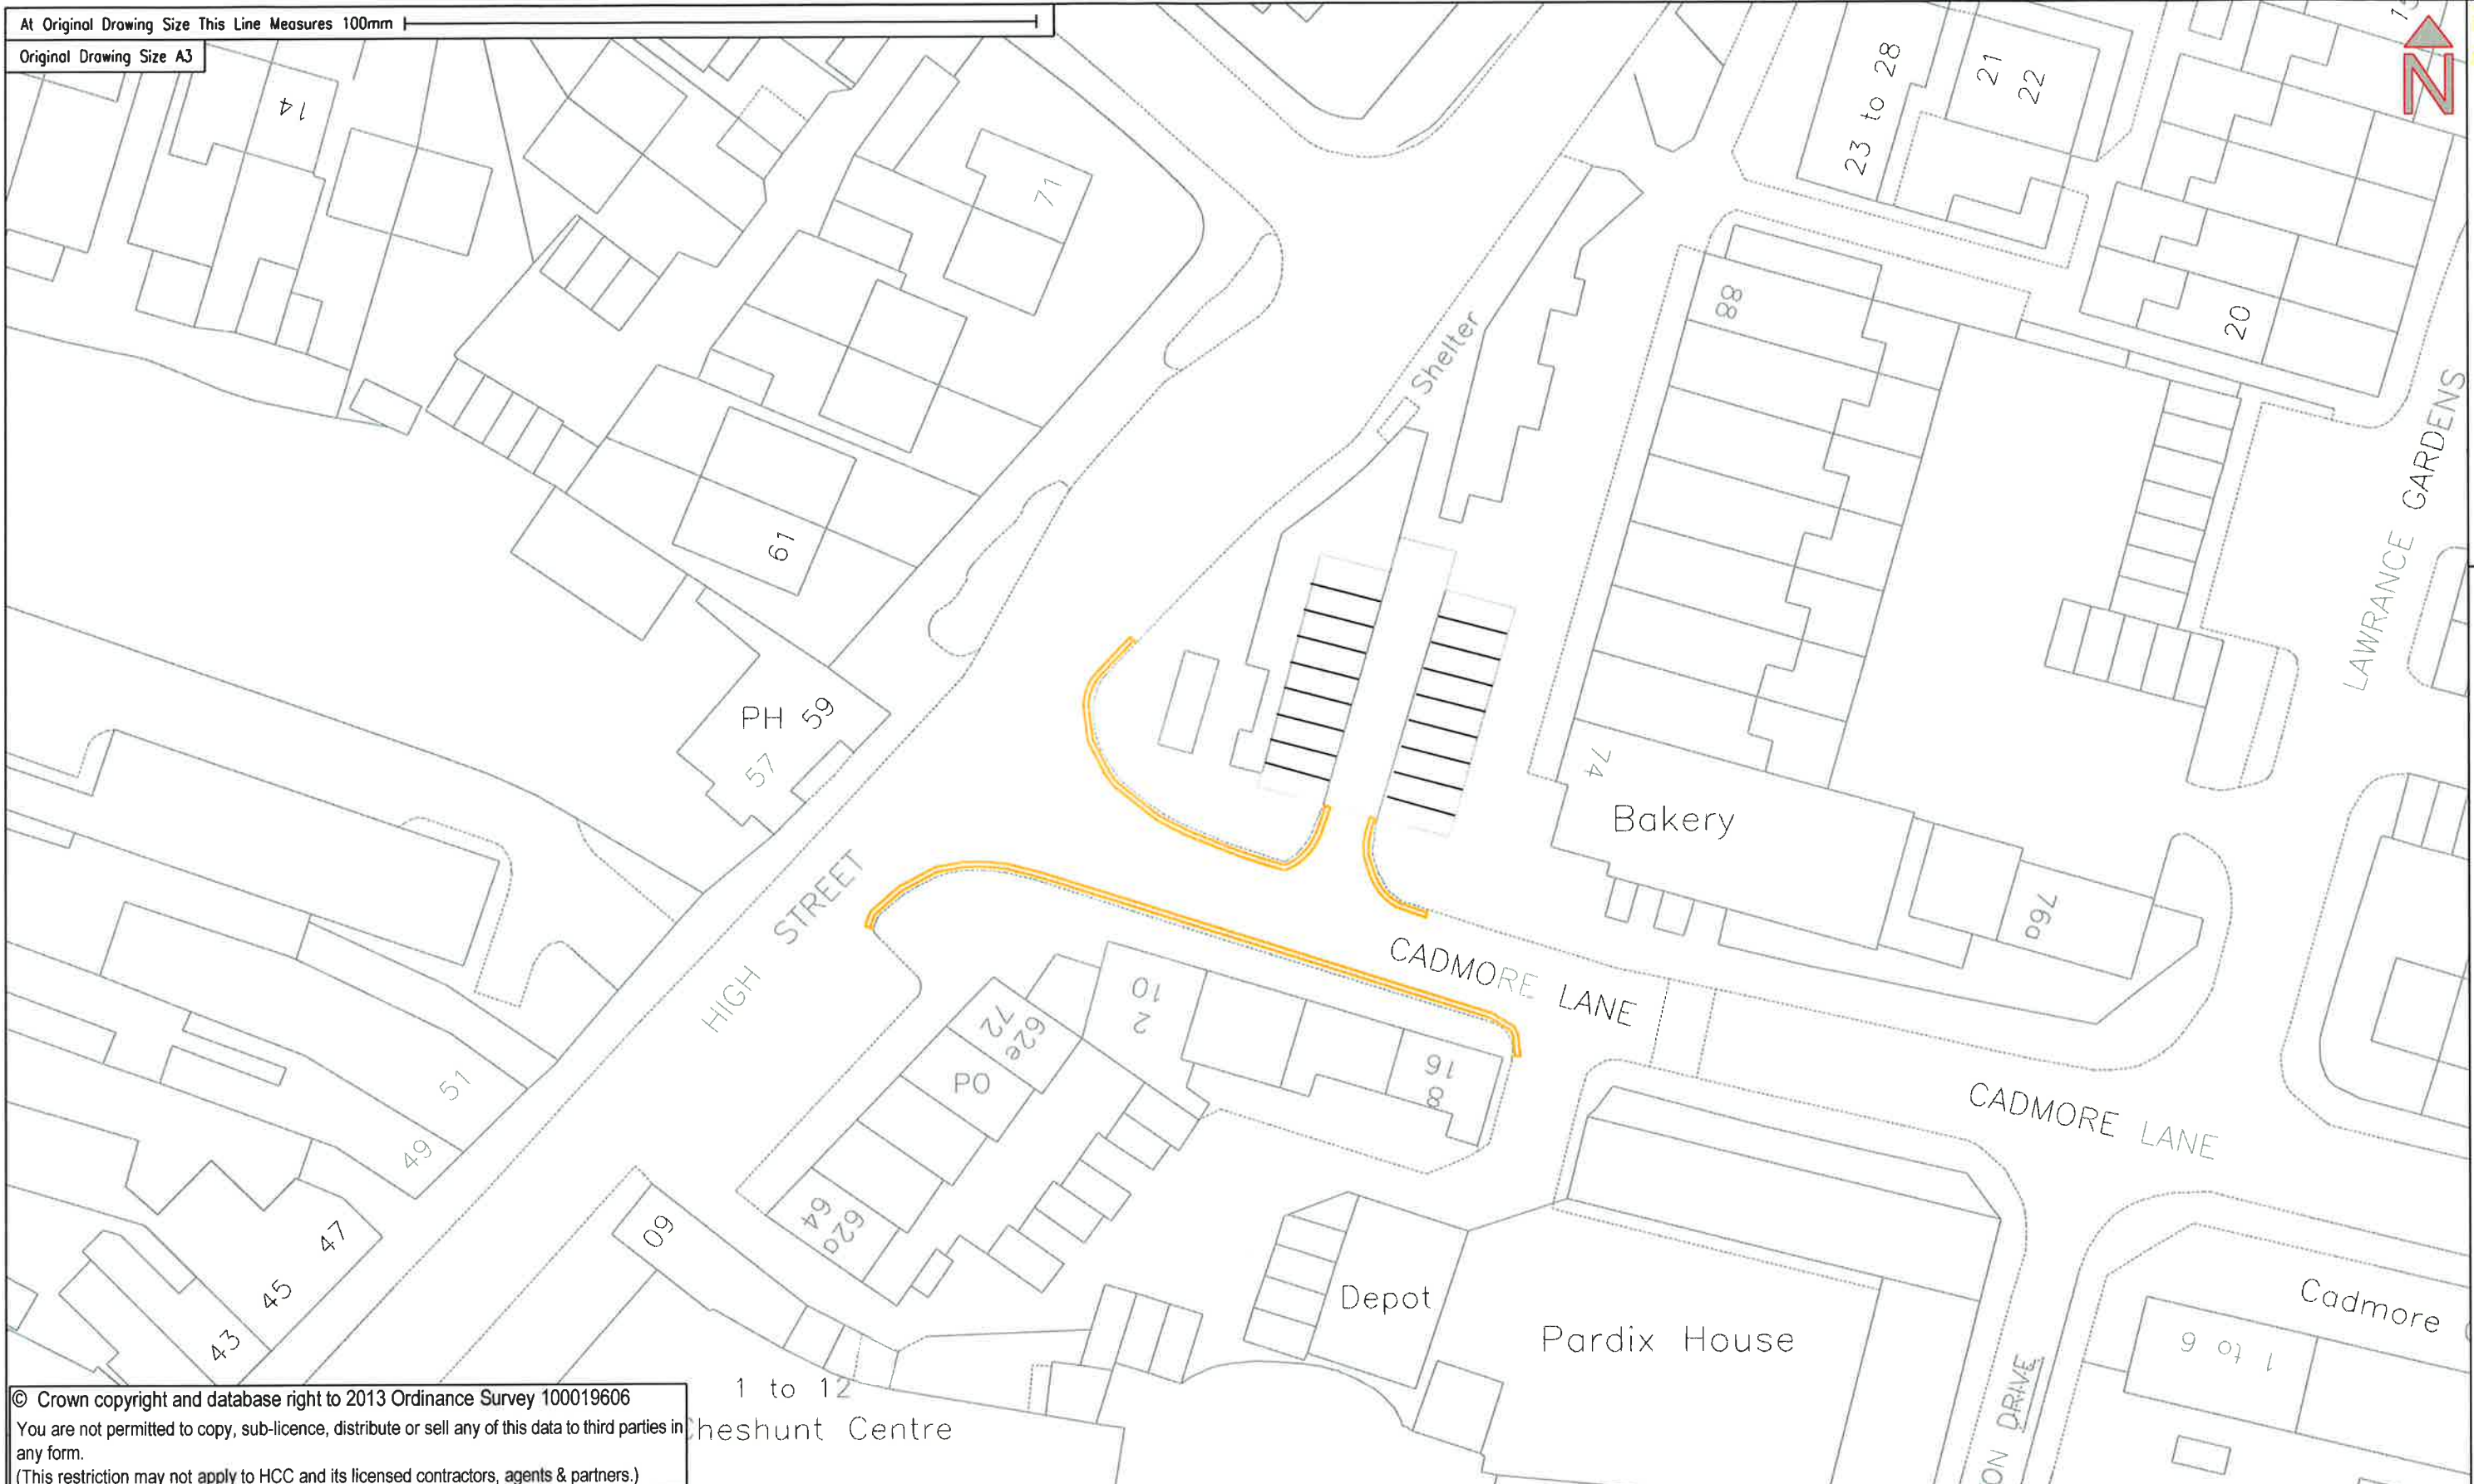 At Original Drawing Size This Line Measures 100mm
Original Drawing Size A3
N
14
71
23 to 28
21
22
88
20
Shelter
LAWRANCE GARDENS
61
PH 59
57
74
Bakery
76a
HIGH STREET
CADMORE LANE
10
2
72
62e
PO
16
8
CADMORE LANE
51
49
47
45
43
60
64
62a
Depot
Pardix House
Cadmore
1 to 6
DRIVE
1 to 12
heshunt Centre
© Crown copyright and database right to 2013 Ordinance Survey 100019606
You are not permitted to copy, sub-licence, distribute or sell any of this data to third parties in
any form.
(This restriction may not apply to HCC and its licensed contractors, agents & partners.)